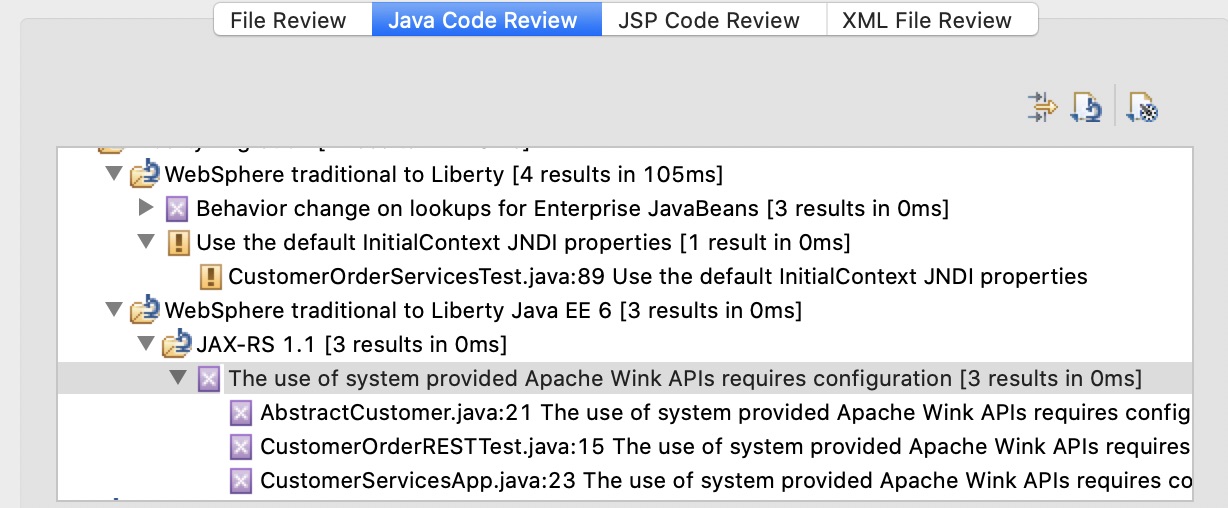 File Review
Java Code Review
JSP Code Review
XML File Review
WebSphere traditional to Liberty [4 results in 105ms]
Behavior change on lookups for Enterprise JavaBeans [3 results in 0ms]
Use the default InitialContext JNDI properties [1 result in 0ms]
CustomerOrderServicesTest.java:89 Use the default InitialContext JNDI properties
WebSphere traditional to Liberty Java EE 6 [3 results in 0ms]
JAX-RS 1.1 [3 results in 0ms]
The use of system provided Apache Wink APIs requires configuration [3 results in 0ms]
AbstractCustomer.java:21 The use of system provided Apache Wink APIs requires config
CustomerOrderRESTTest.java:15 The use of system provided Apache Wink APIs requires
CustomerServicesApp.java:23 The use of system provided Apache Wink APIs requires co